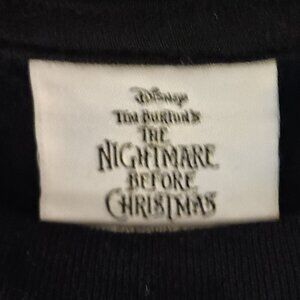 Disney
TIM BURTON'S
THE
NIGHTMARE
BEFORE
CHRISTMAS